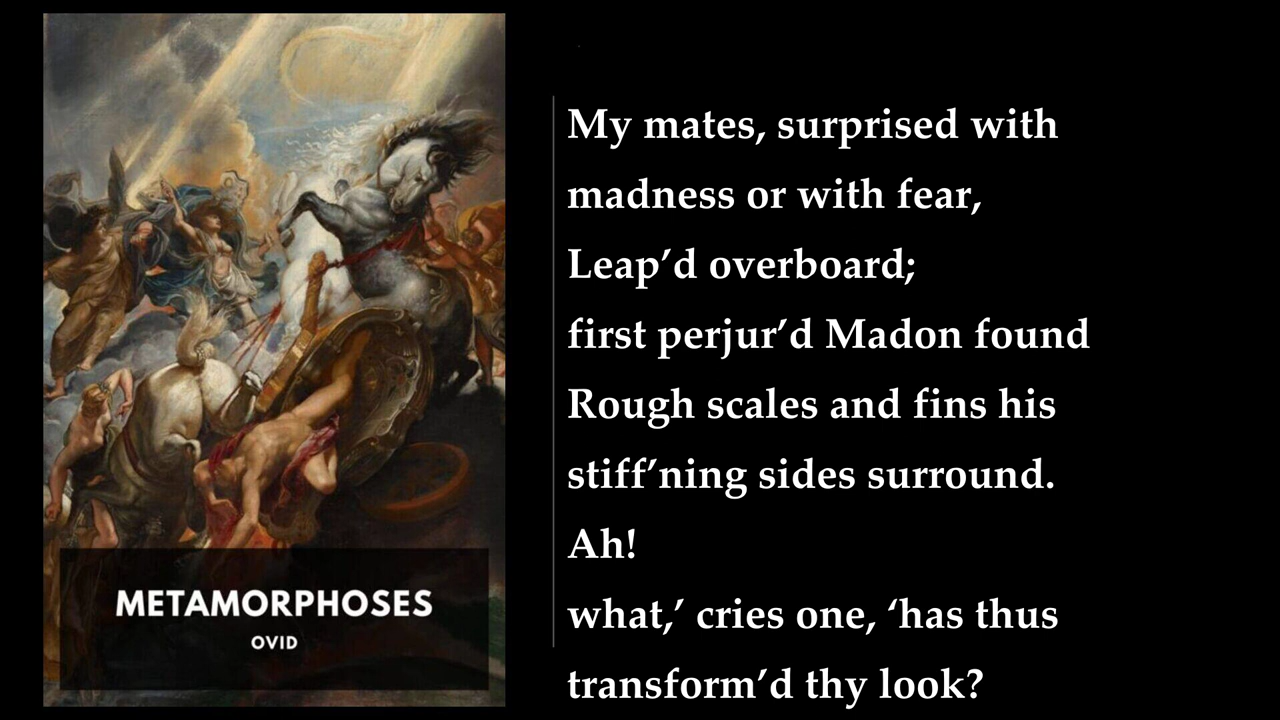 METAMORPHOSES
OVID
My mates, surprised with
madness or with fear,
Leap’d overboard;
first perjur’d Madon found
Rough scales and fins his
stiff’ning sides surround.
Ah!
what,’ cries one, ‘has thus
transform’d thy look?